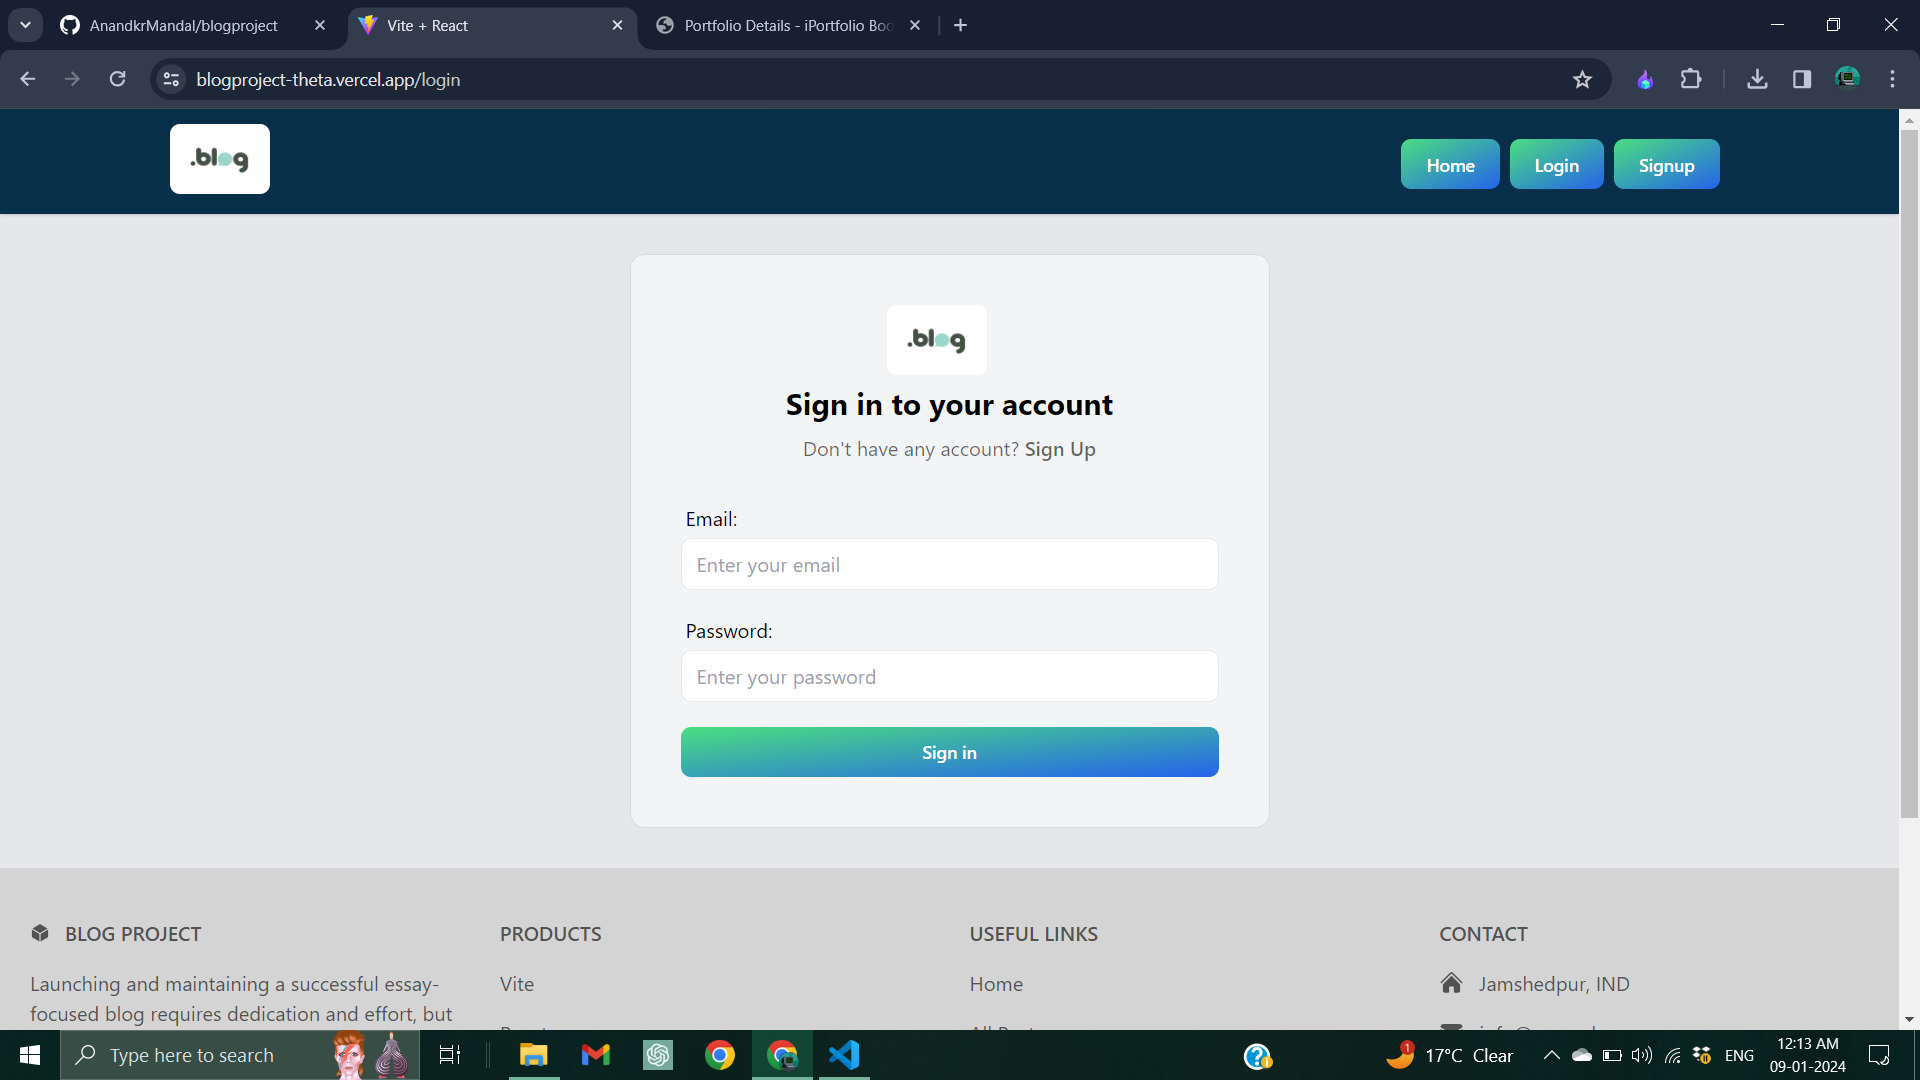 AnandkrMandal/blogproject
Vite + React
Portfolio Details - iPortfolio Boo
blogproject-theta.vercel.app/login
.blog
Home
Login
Signup
.blog
Sign in to your account
Don't have any account? Sign Up
Email:
Enter your email
Password:
Enter your password
Sign in
BLOG PROJECT
PRODUCTS
USEFUL LINKS
CONTACT
Launching and maintaining a successful essay-
focused blog requires dedication and effort, but
Vite
Home
Jamshedpur, IND
Type here to search
1
17°C Clear
ENG
12:13 AM
09-01-2024